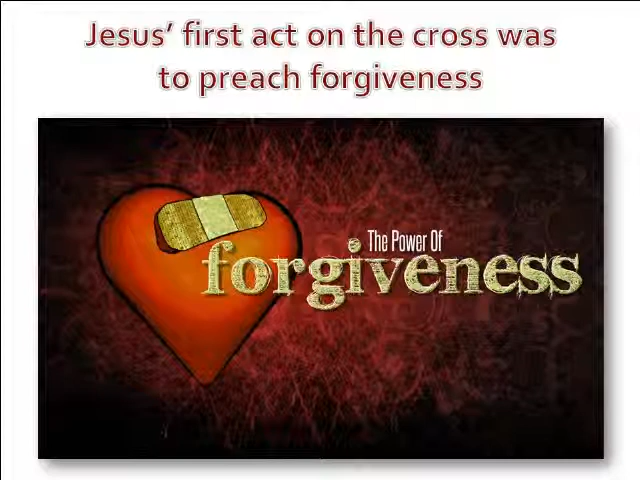 Jesus’ first act on the cross was
to preach forgiveness
The Power Of
forgiveness